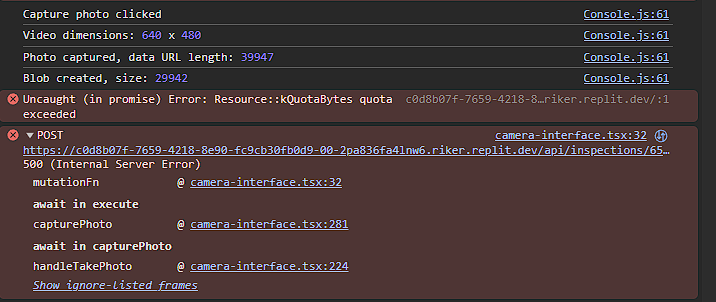 Capture photo clicked Console.js:61
Video dimensions: 640 x 480 Console.js:61
Photo captured, data URL length: 39947 Console.js:61
Blob created, size: 29942 Console.js:61
Uncaught (in promise) Error: Resource::kQuotaBytes quota c0d8b07f-7659-4218-8…riker.replit.dev/:1
exceeded
POST camera-interface.tsx:32
https://c0d8b07f-7659-4218-8e90-fc9cb30fb0d9-00-2pa836fa4lnw6.riker.replit.dev/api/inspections/65…
500 (Internal Server Error)
mutationFn @ camera-interface.tsx:32
await in execute
capturePhoto @ camera-interface.tsx:281
await in capturePhoto
handleTakePhoto @ camera-interface.tsx:224
Show ignore-listed frames